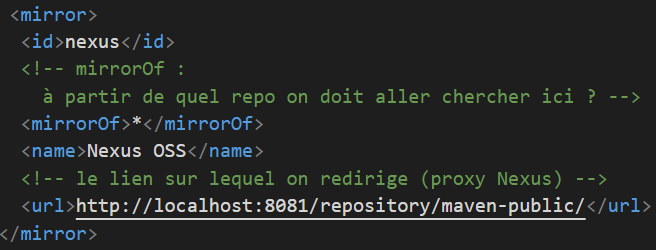 <mirror>
<id>nexus</id>
<!-- mirrorOf :
à partir de quel repo on doit aller chercher ici ? -->
<mirrorOf>*</mirrorOf>
<name>Nexus OSS</name>
<!-- le lien sur lequel on redirige (proxy Nexus) -->
<url>http://localhost:8081/repository/maven-public/</url>
</mirror>